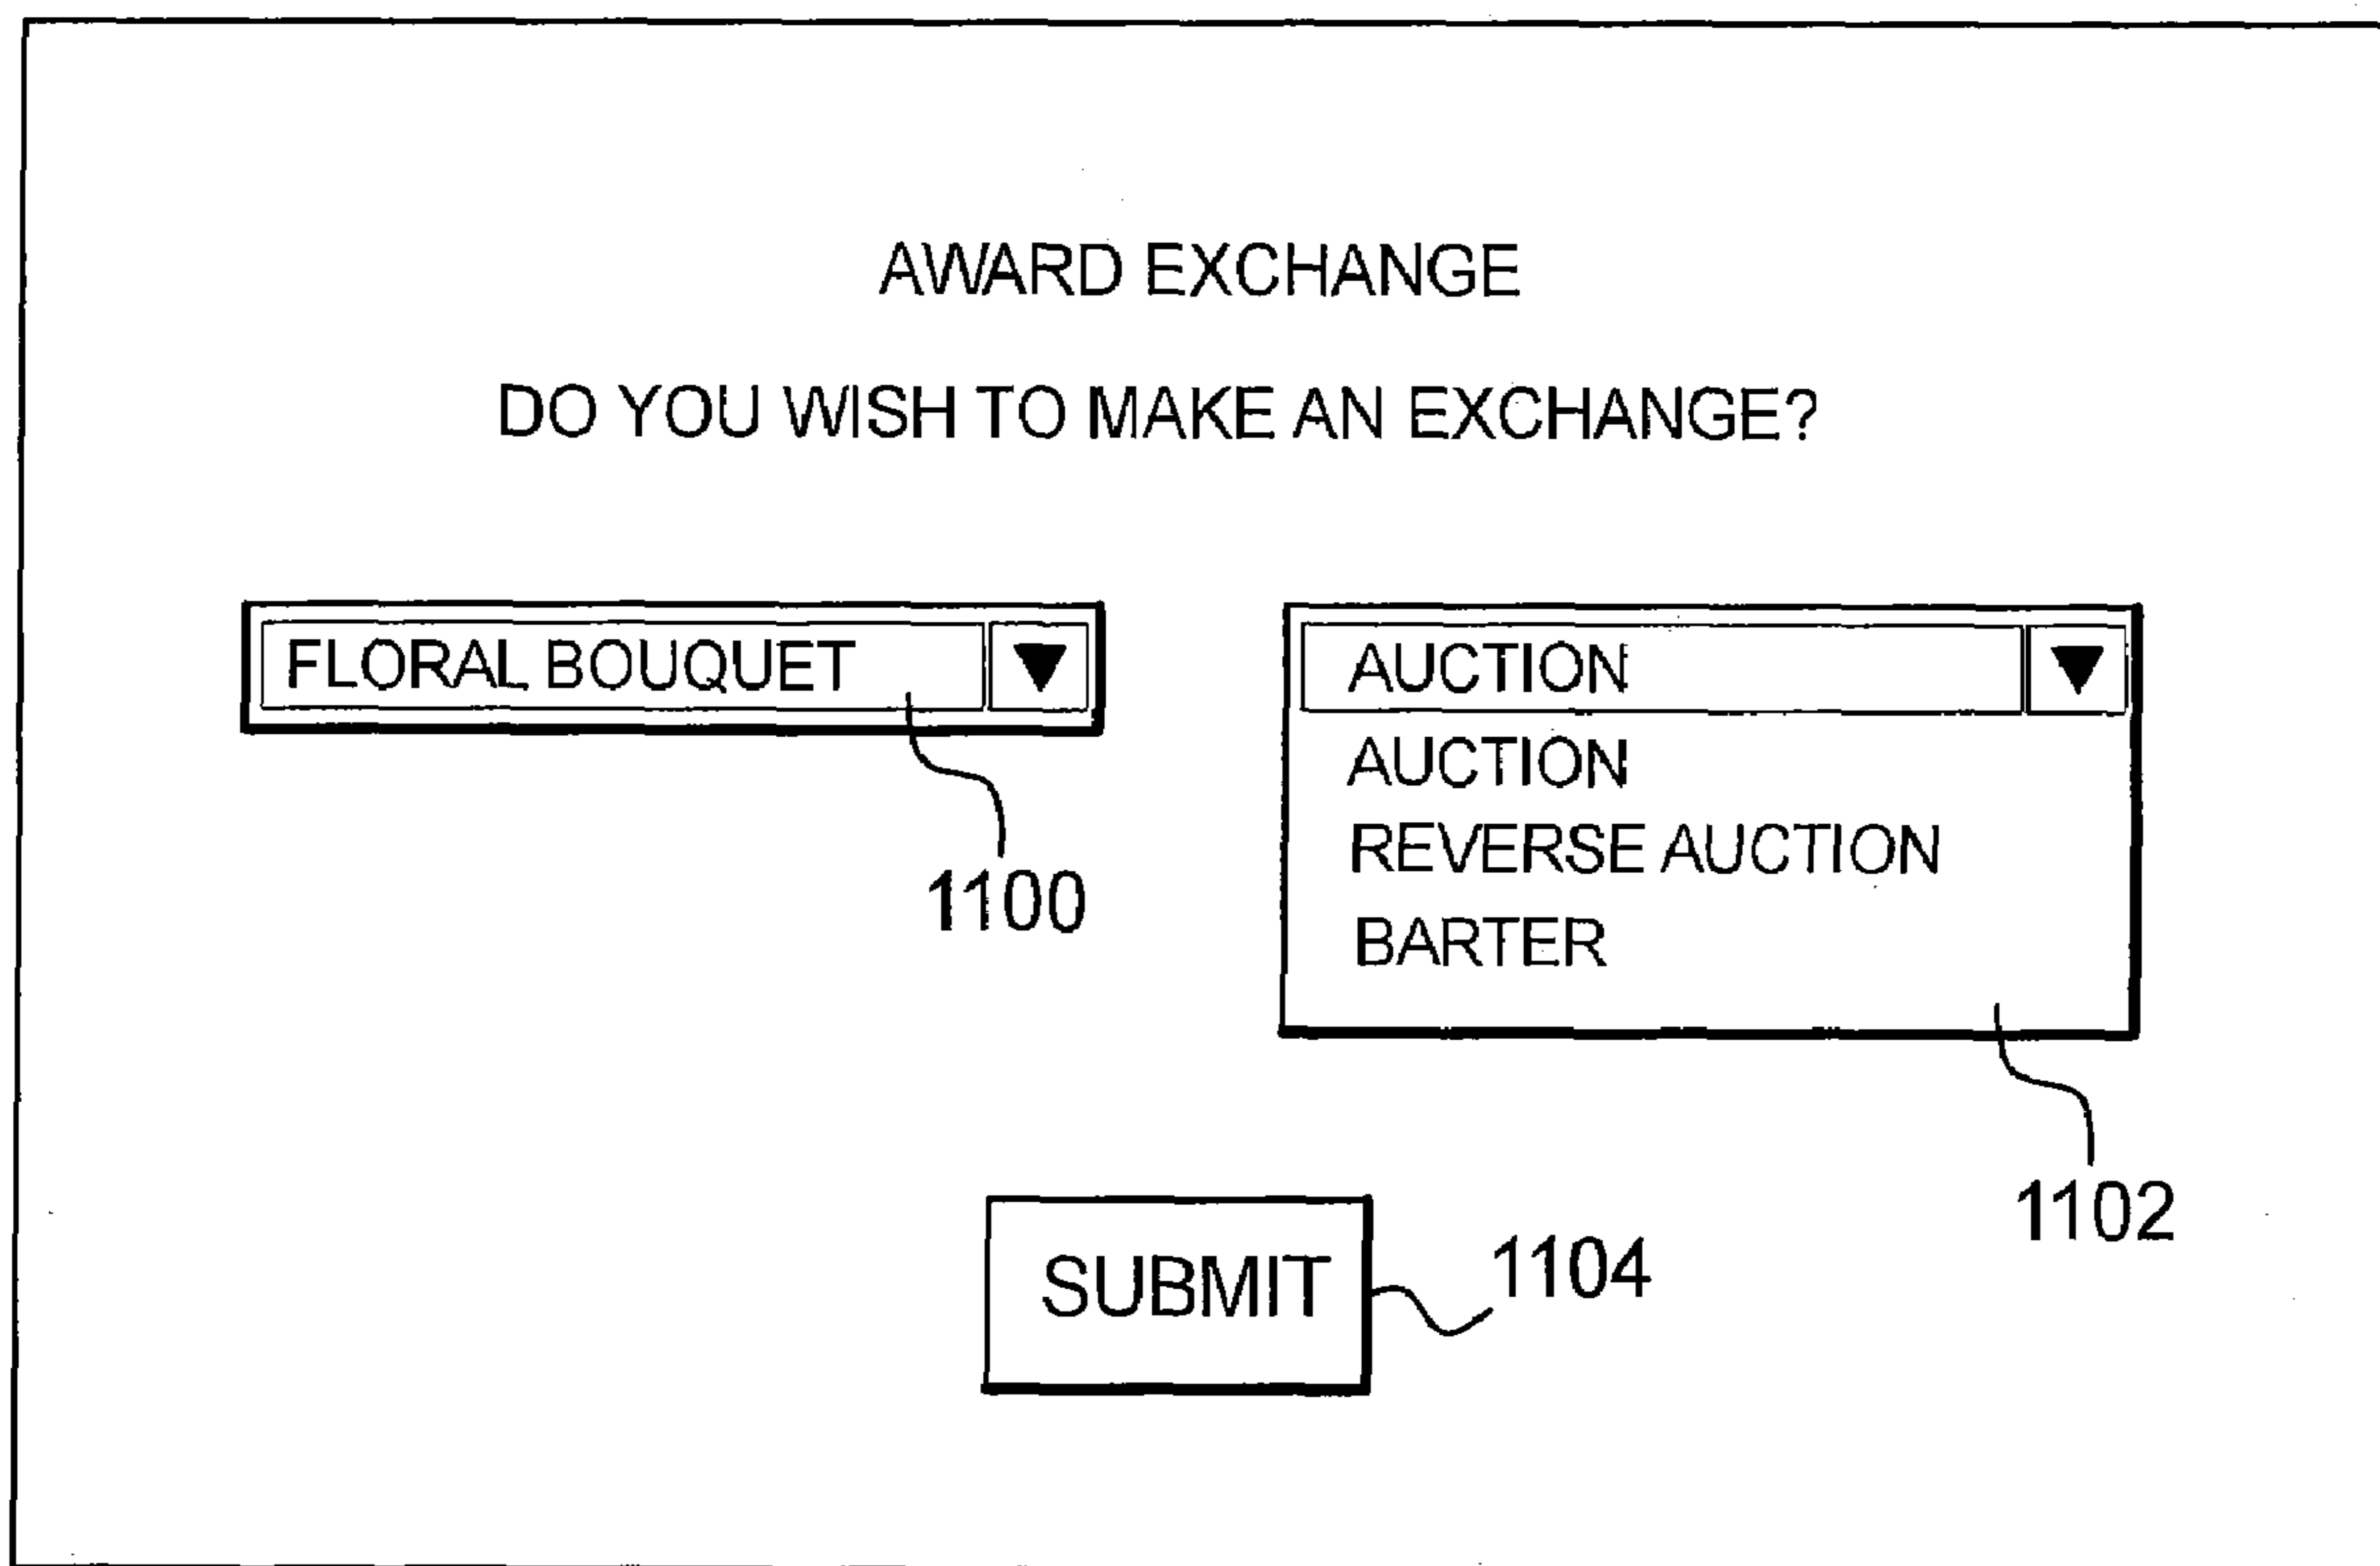 AWARD EXCHANGE
DO YOU WISH TO MAKE AN EXCHANGE?
FLORAL BOUQUET
1100
AUCTION
AUCTION
REVERSE AUCTION
BARTER
1102
SUBMIT
1104